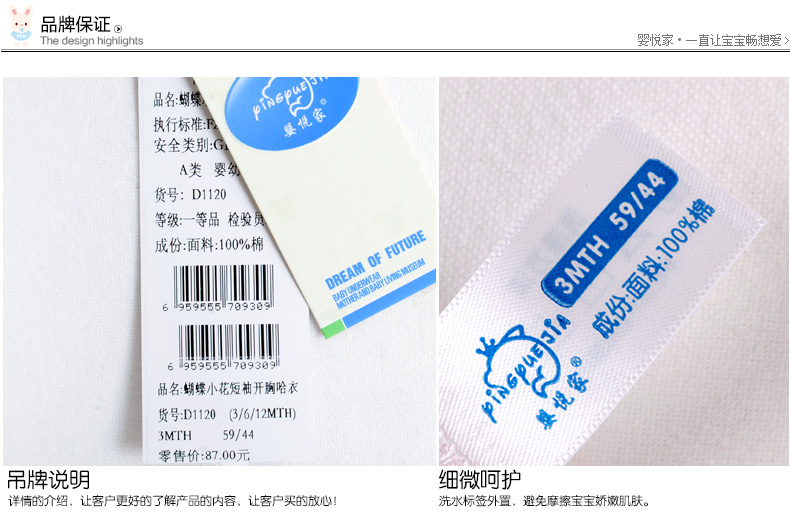 品牌保证
The design highlights
婴悦家·一直让宝宝畅想爱
品名:蝴蝶
执行标准:F
安全类别:G
A类 婴幼
货号: D1120
等级:一等品 检验员
成份:面料:100%棉
6 959555 709309
6 959555 709309
品名:蝴蝶小花短袖开胸哈衣
货号:D1120 (3/6/12MTH)
3MTH 59/44
零售价:87.00元
PINGYUEJIA
婴悦家
DREAM OF FUTURE
BABY UNDERWEAR
MOTHER AND BABY LIVING MUSEUM
3MTH 59/44
成份:面料:100%棉
PINGYUEJIA®
婴悦家
吊牌说明
详情的介绍，让客户更好的了解产品的内容，让客户买的放心!
细微呵护
洗水标签外置，避免摩擦宝宝娇嫩肌肤。